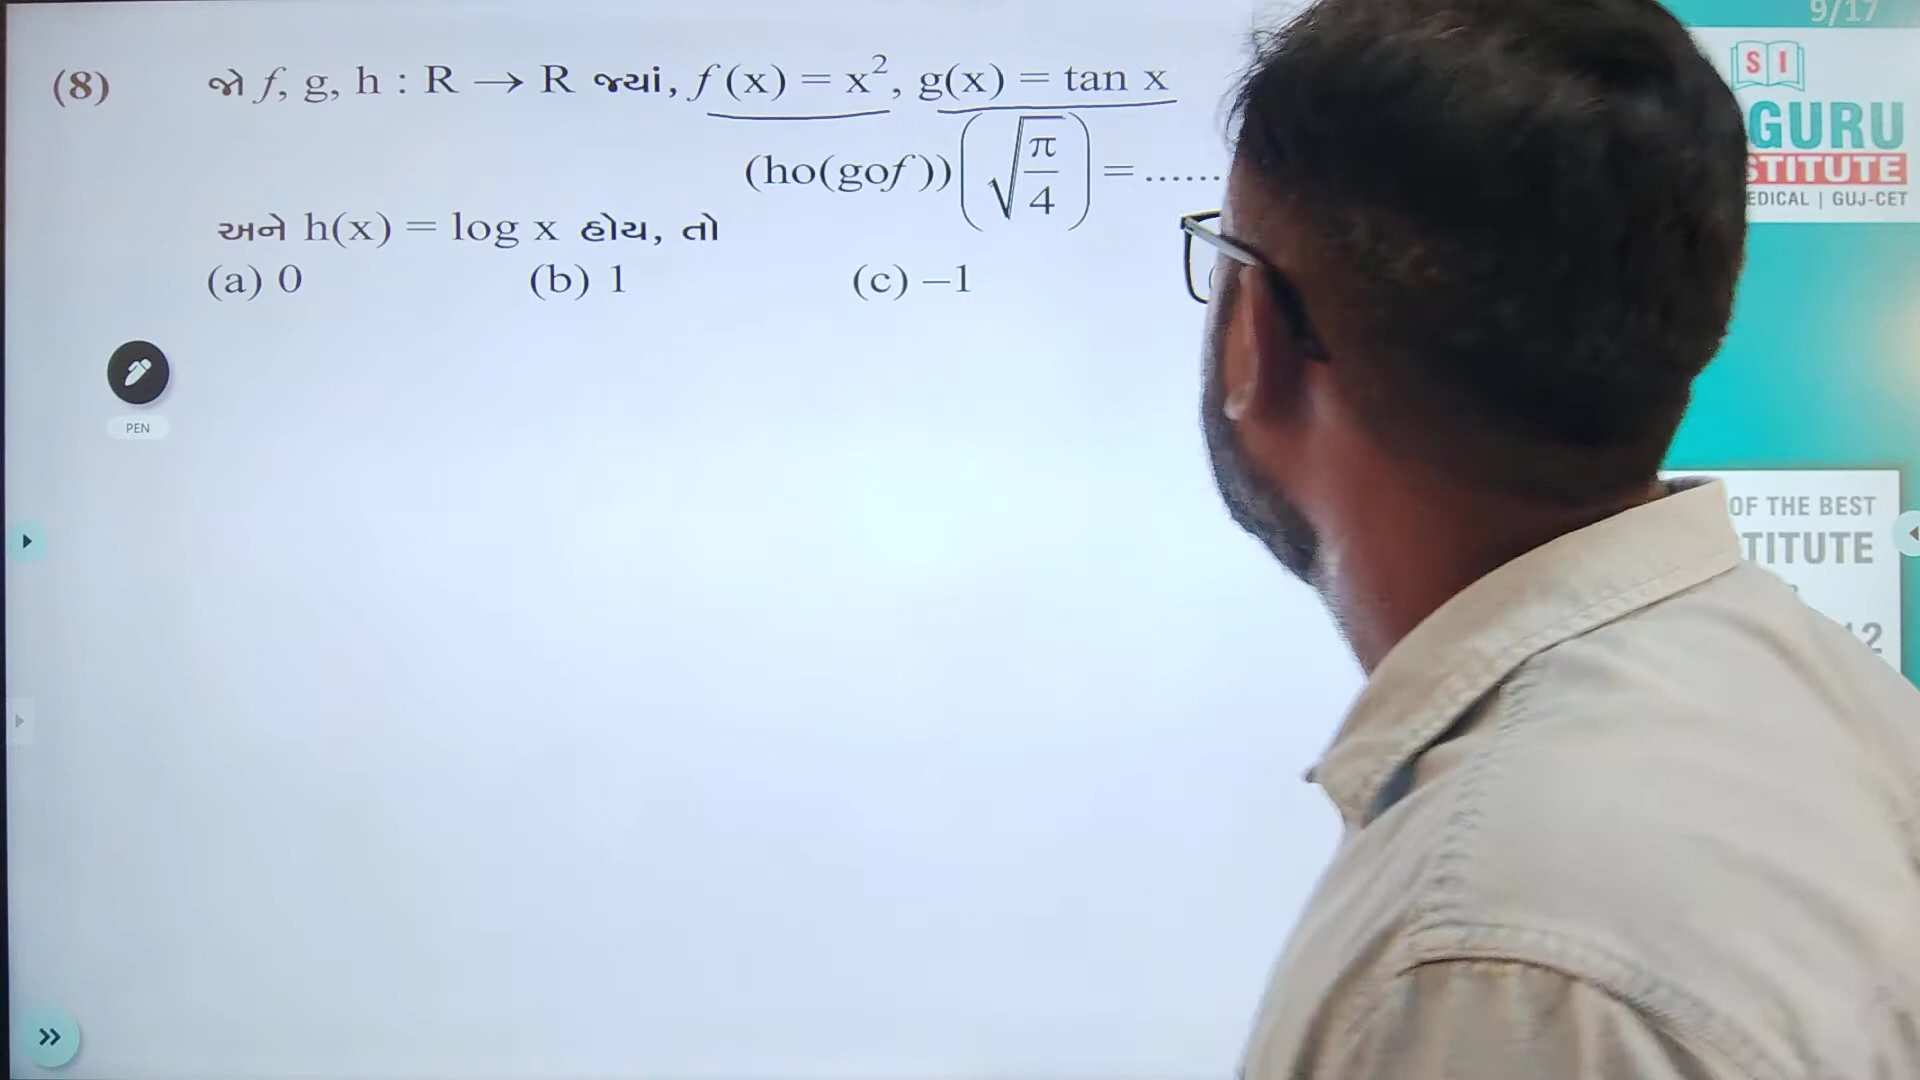 9/17
(8) જો f, g, h : R → R જ્યાં, f(x) = x², g(x) = tan x
(ho(gof))(√(π/4)) = ......
અને h(x) = log x હોય, તો
(a) 0 (b) 1 (c) –1
PEN
S I
GURU
STITUTE
EDICAL | GUJ-CET
OF THE BEST
TITUTE
12